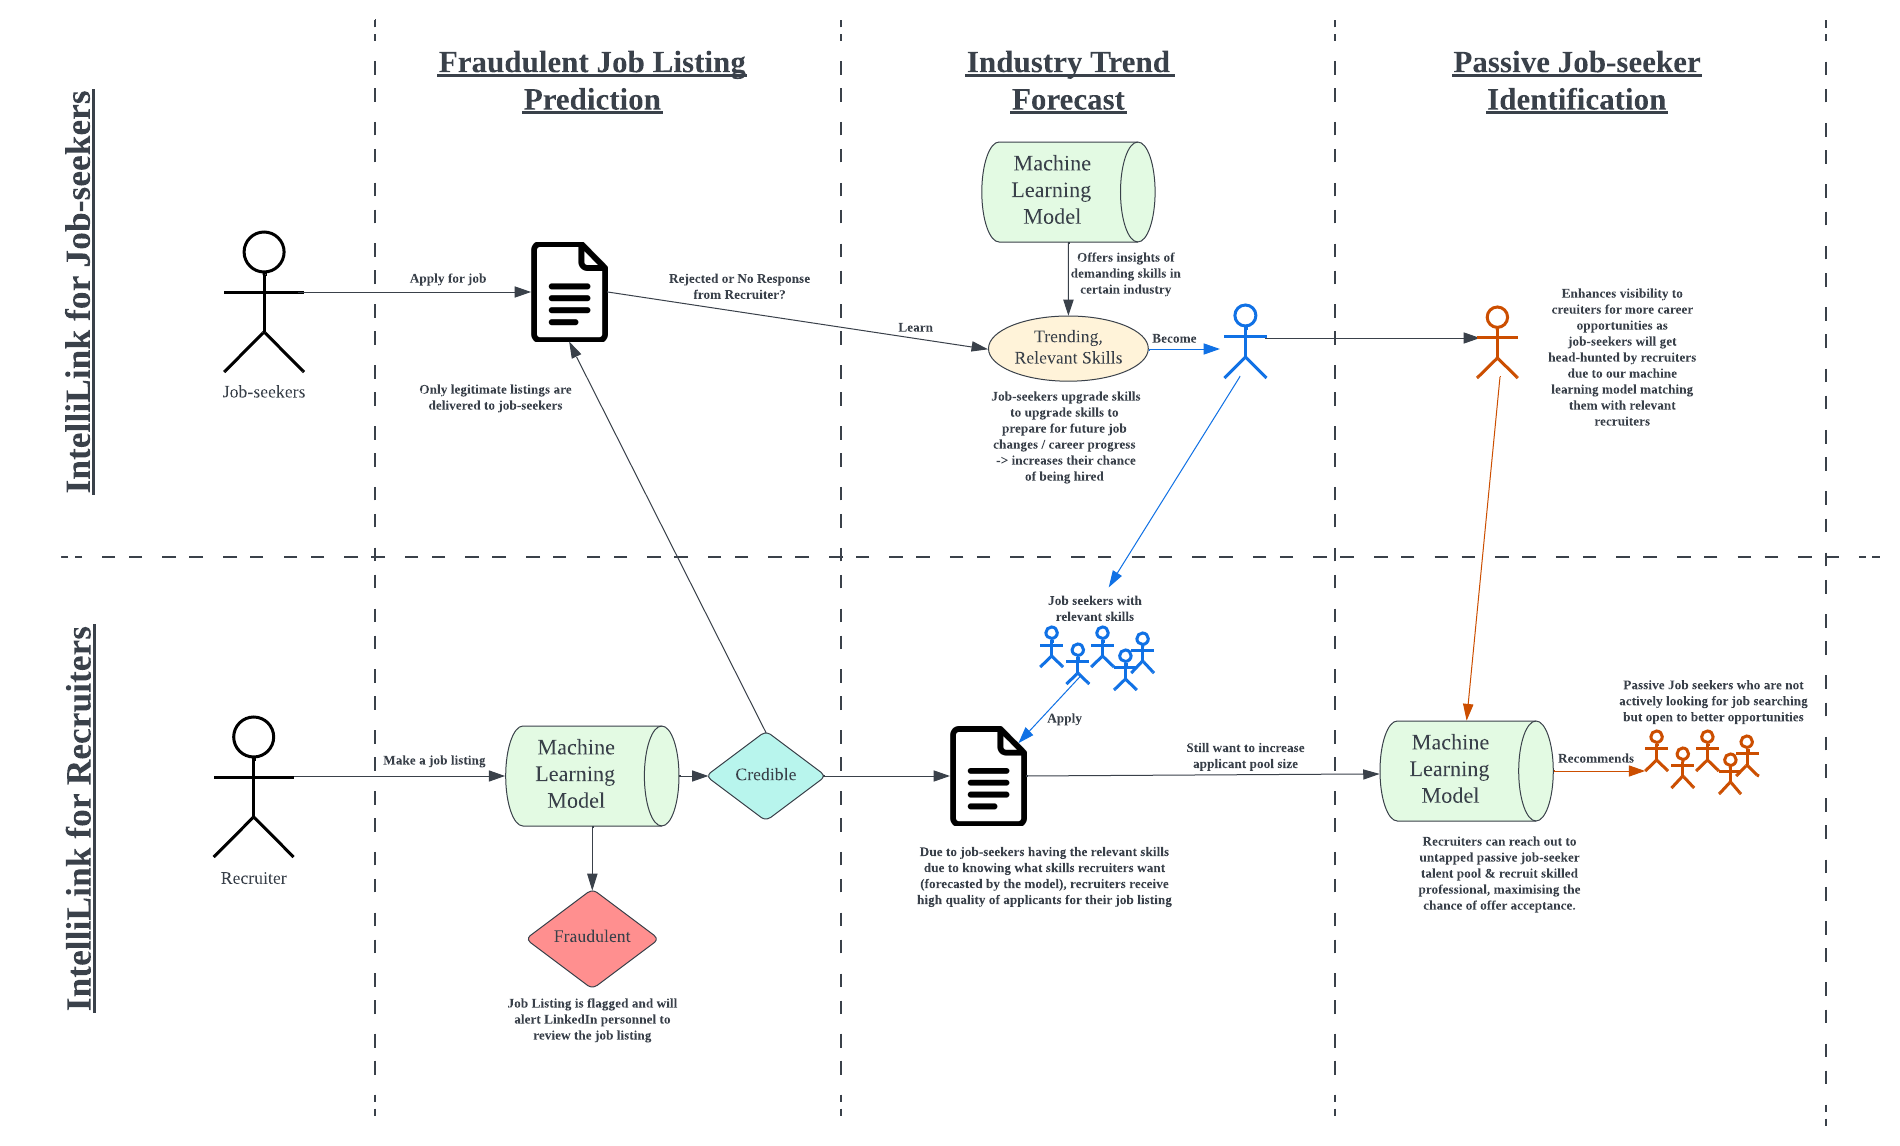 Fraudulent Job Listing
Prediction
Industry Trend
Forecast
Passive Job-seeker
Identification
IntelliLink for Job-seekers
Job-seekers
Apply for job
Only legitimate listings are
delivered to job-seekers
Rejected or No Response
from Recruiter?
Learn
Machine
Learning
Model
Offers insights of
demanding skills in
certain industry
Trending,
Relevant Skills
Become
Job-seekers upgrade skills
to upgrade skills to
prepare for future job
changes / career progress
-> increases their chance
of being hired
Enhances visibility to
creuiters for more career
opportunities as
job-seekers will get
head-hunted by recruiters
due to our machine
learning model matching
them with relevant
recruiters
IntelliLink for Recruiters
Recruiter
Make a job listing
Machine
Learning
Model
Credible
Fraudulent
Job Listing is flagged and will
alert LinkedIn personnel to
review the job listing
Job seekers with
relevant skills
Apply
Due to job-seekers having the relevant skills
due to knowing what skills recruiters want
(forecasted by the model), recruiters receive
high quality of applicants for their job listing
Still want to increase
applicant pool size
Machine
Learning
Model
Recommends
Passive Job seekers who are not
actively looking for job searching
but open to better opportunities
Recruiters can reach out to
untapped passive job-seeker
talent pool & recruit skilled
professional, maximising the
chance of offer acceptance.